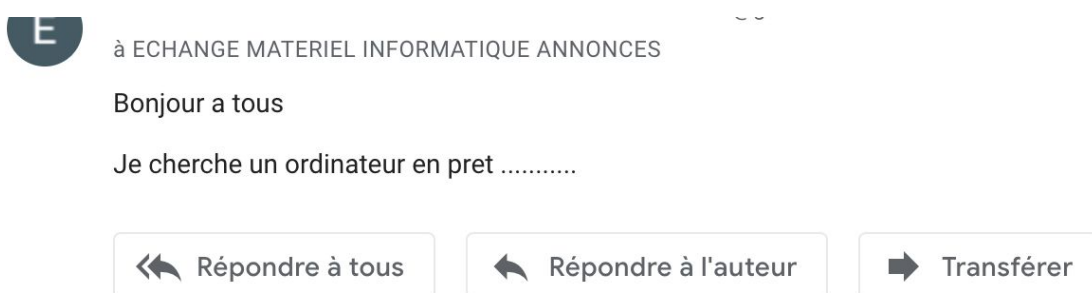 E
à ECHANGE MATERIEL INFORMATIQUE ANNONCES
Bonjour a tous
Je cherche un ordinateur en pret ...........
Répondre à tous Répondre à l'auteur Transférer